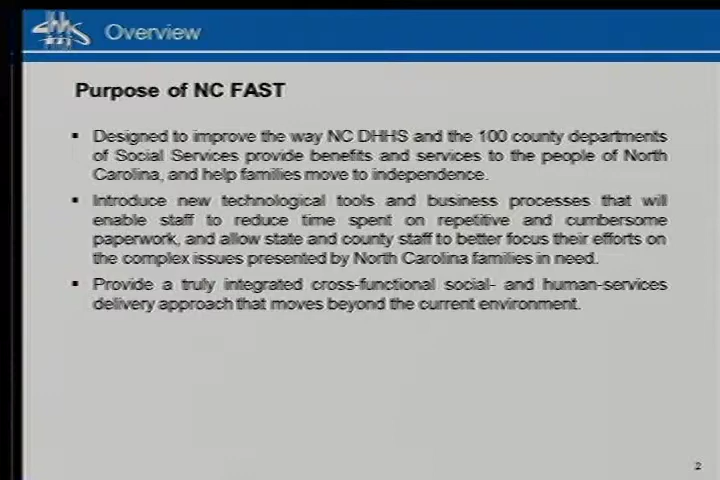 Overview
Purpose of NC FAST
▪ Designed to improve the way NC DHHS and the 100 county departments
of Social Services provide benefits and services to the people of North
Carolina, and help families move to independence.
▪ Introduce new technological tools and business processes that will
enable staff to reduce time spent on repetitive and cumbersome
paperwork, and allow state and county staff to better focus their efforts on
the complex issues presented by North Carolina families in need.
▪ Provide a truly integrated cross-functional social- and human-services
delivery approach that moves beyond the current environment.
2